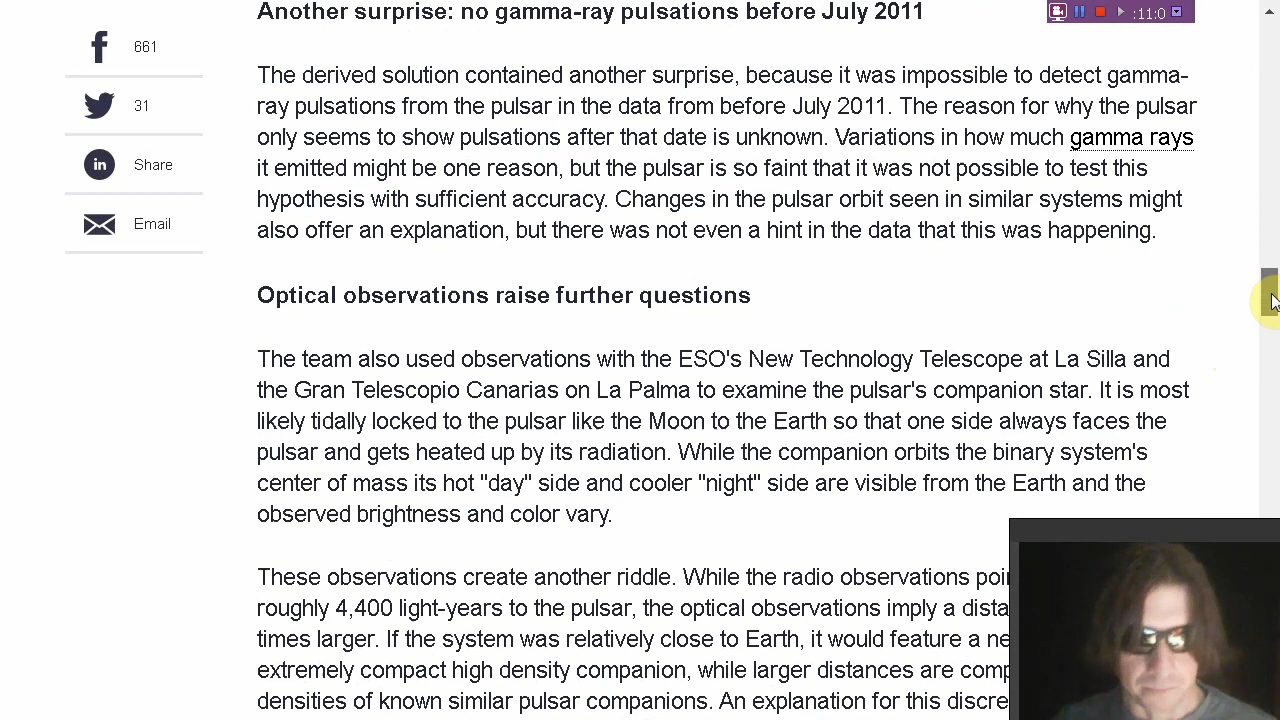 Another surprise: no gamma-ray pulsations before July 2011
:11:0
661
31
Share
Email
The derived solution contained another surprise, because it was impossible to detect gamma-
ray pulsations from the pulsar in the data from before July 2011. The reason for why the pulsar
only seems to show pulsations after that date is unknown. Variations in how much gamma rays
it emitted might be one reason, but the pulsar is so faint that it was not possible to test this
hypothesis with sufficient accuracy. Changes in the pulsar orbit seen in similar systems might
also offer an explanation, but there was not even a hint in the data that this was happening.
Optical observations raise further questions
The team also used observations with the ESO's New Technology Telescope at La Silla and
the Gran Telescopio Canarias on La Palma to examine the pulsar's companion star. It is most
likely tidally locked to the pulsar like the Moon to the Earth so that one side always faces the
pulsar and gets heated up by its radiation. While the companion orbits the binary system's
center of mass its hot "day" side and cooler "night" side are visible from the Earth and the
observed brightness and color vary.
These observations create another riddle. While the radio observations poi
roughly 4,400 light-years to the pulsar, the optical observations imply a dista
times larger. If the system was relatively close to Earth, it would feature a ne
extremely compact high density companion, while larger distances are comp
densities of known similar pulsar companions. An explanation for this discre